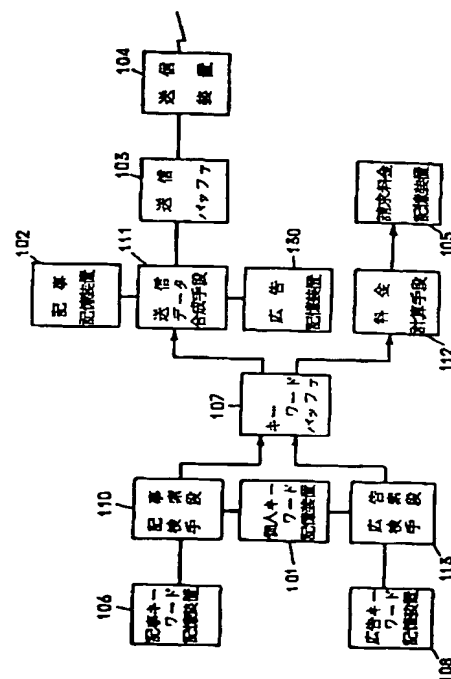 104
送信
装置
103
送信
バッファ
102
記事
記憶装置
111
送信
データ
合成手段
130
広告
記憶装置
請求料金
記憶装置
105
料金
計算手段
112
107
キー
ワード
バッファ
110
記事
検索
手段
個人キー
ワード
記憶装置
101
広告
検索
手段
113
106
記事キー
ワード
記憶装置
広告キー
ワード
記憶装置
108